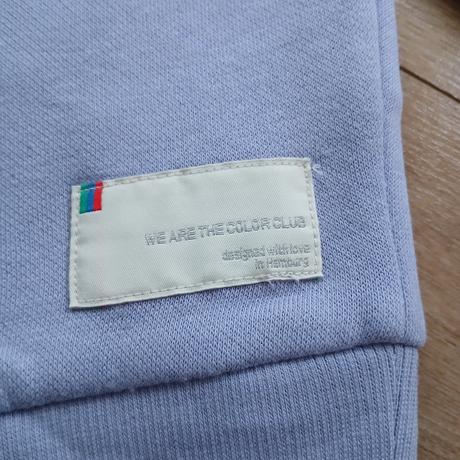 WE ARE THE COLOR CLUB
designed with love
in Hamburg